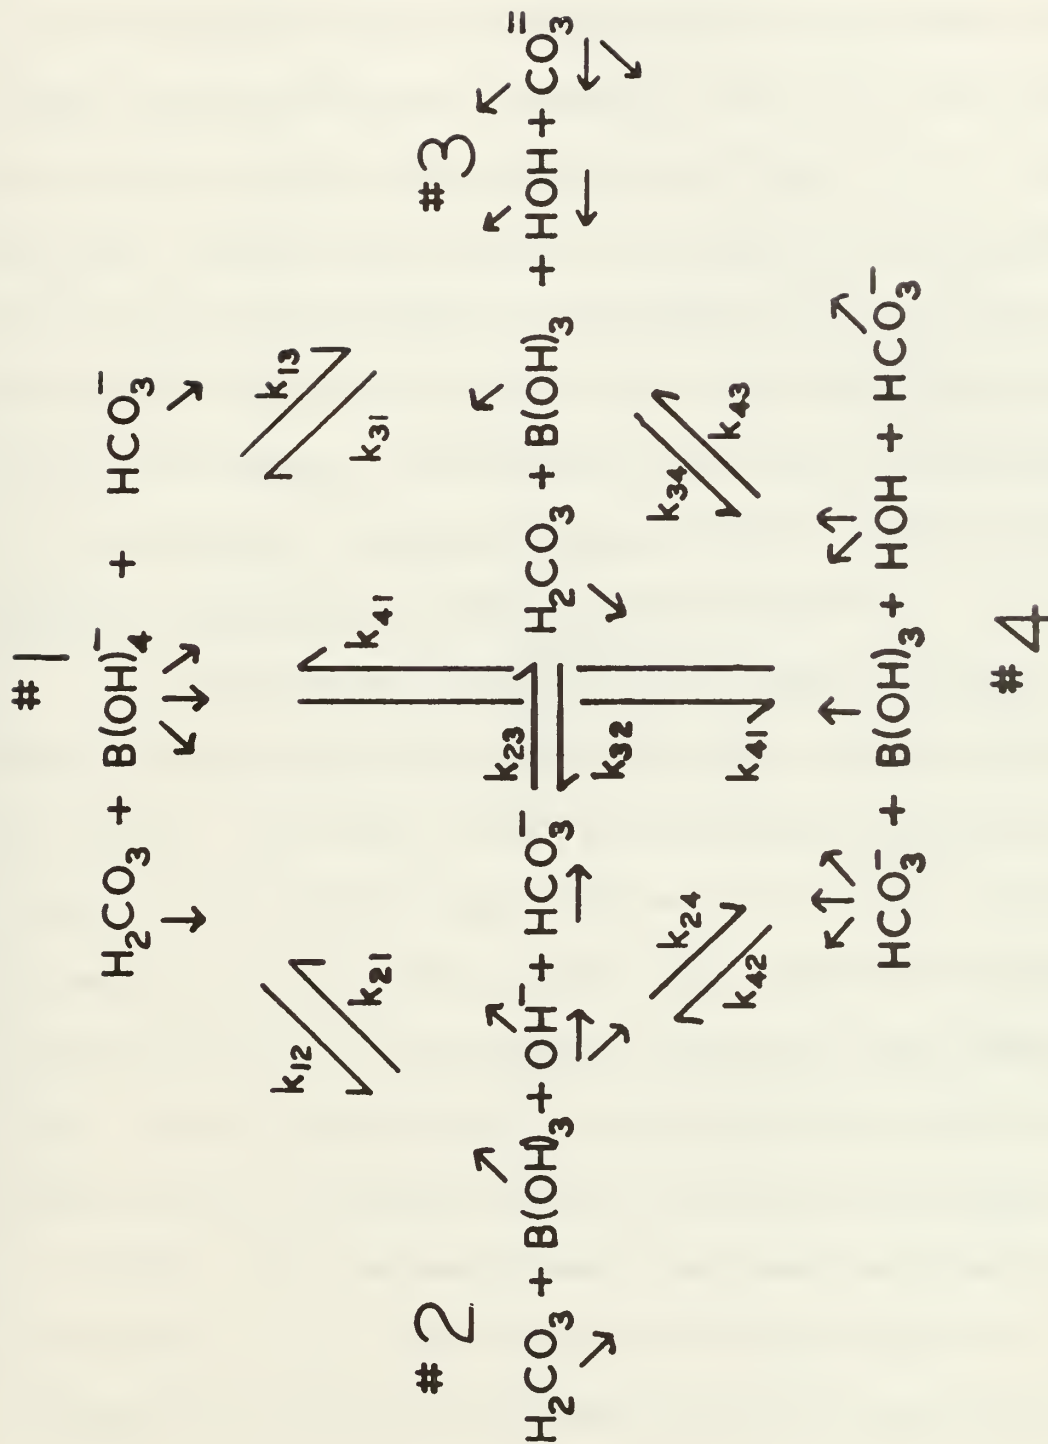 #1
H₂CO₃ + B(OH)₄⁻ + HCO₃⁻
k₁₂
k₁₃
k₂₁
k₄₁
k₃₁
#2
#3
k₂₃
H₂CO₃ + B(OH)₃ + OH⁻ + HCO₃⁻
H₂CO₃ + B(OH)₃ + HOH + CO₃⁼
k₃₂
k₂₄
k₃₄
k₄₂
k₄₁
k₄₃
HCO₃⁻ + B(OH)₃ + HOH + HCO₃⁻
#4